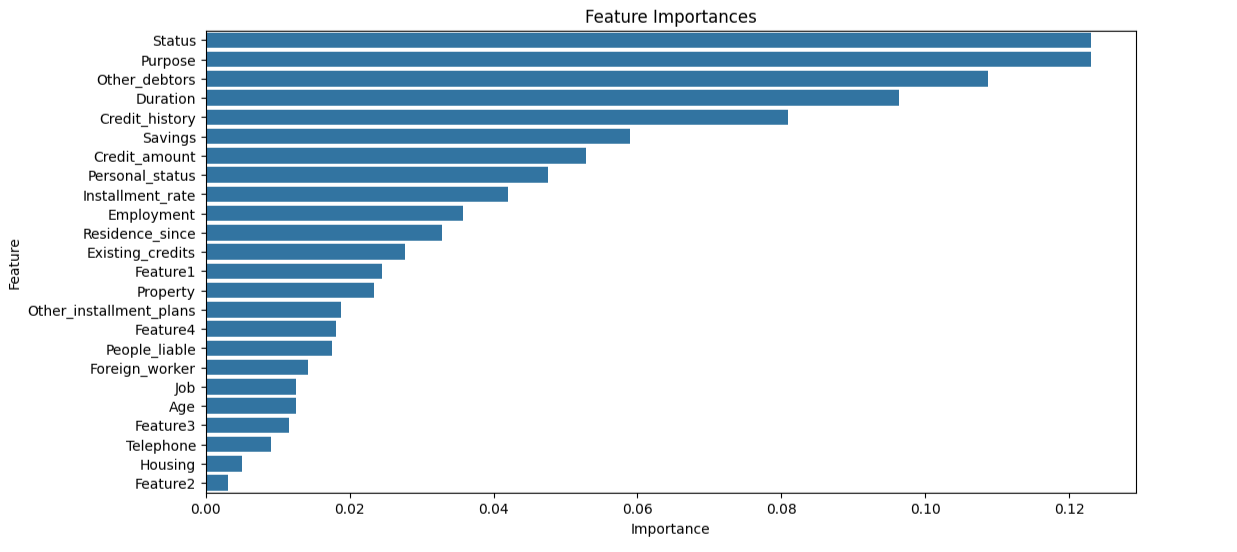 Feature Importances
Feature
Status
Purpose
Other_debtors
Duration
Credit_history
Savings
Credit_amount
Personal_status
Installment_rate
Employment
Residence_since
Existing_credits
Feature1
Property
Other_installment_plans
Feature4
People_liable
Foreign_worker
Job
Age
Feature3
Telephone
Housing
Feature2
0.00 0.02 0.04 0.06 0.08 0.10 0.12
Importance